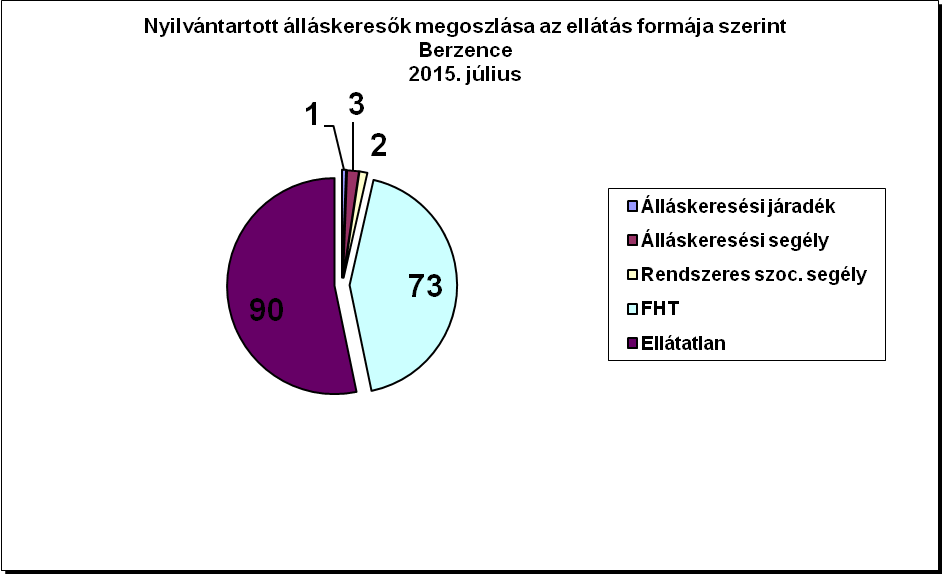 Nyilvántartott álláskeresők megoszlása az ellátás formája szerint
Berzence
2015. július
1
3
2
73
90
Álláskeresési járadék
Álláskeresési segély
Rendszeres szoc. segély
FHT
Ellátatlan